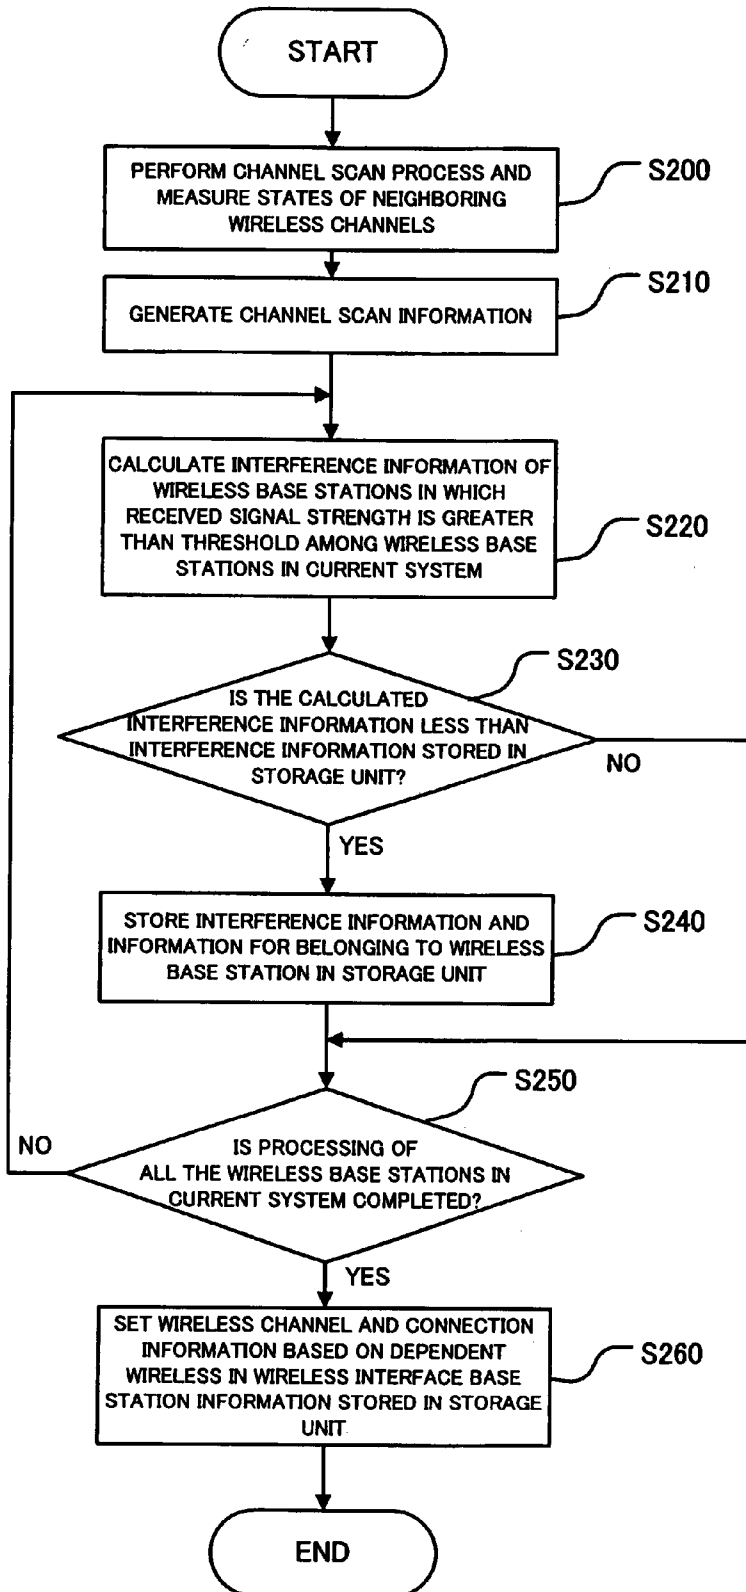 START
PERFORM CHANNEL SCAN PROCESS AND
MEASURE STATES OF NEIGHBORING
WIRELESS CHANNELS
S200
GENERATE CHANNEL SCAN INFORMATION
S210
CALCULATE INTERFERENCE INFORMATION OF
WIRELESS BASE STATIONS IN WHICH
RECEIVED SIGNAL STRENGTH IS GREATER
THAN THRESHOLD AMONG WIRELESS BASE
STATIONS IN CURRENT SYSTEM
S220
S230
IS THE CALCULATED
INTERFERENCE INFORMATION LESS THAN
INTERFERENCE INFORMATION STORED IN
STORAGE UNIT?
NO
YES
STORE INTERFERENCE INFORMATION AND
INFORMATION FOR BELONGING TO WIRELESS
BASE STATION IN STORAGE UNIT
S240
S250
IS PROCESSING OF
ALL THE WIRELESS BASE STATIONS IN
CURRENT SYSTEM COMPLETED?
NO
YES
SET WIRELESS CHANNEL AND CONNECTION
INFORMATION BASED ON DEPENDENT
WIRELESS IN WIRELESS INTERFACE BASE
STATION INFORMATION STORED IN STORAGE
UNIT
S260
END